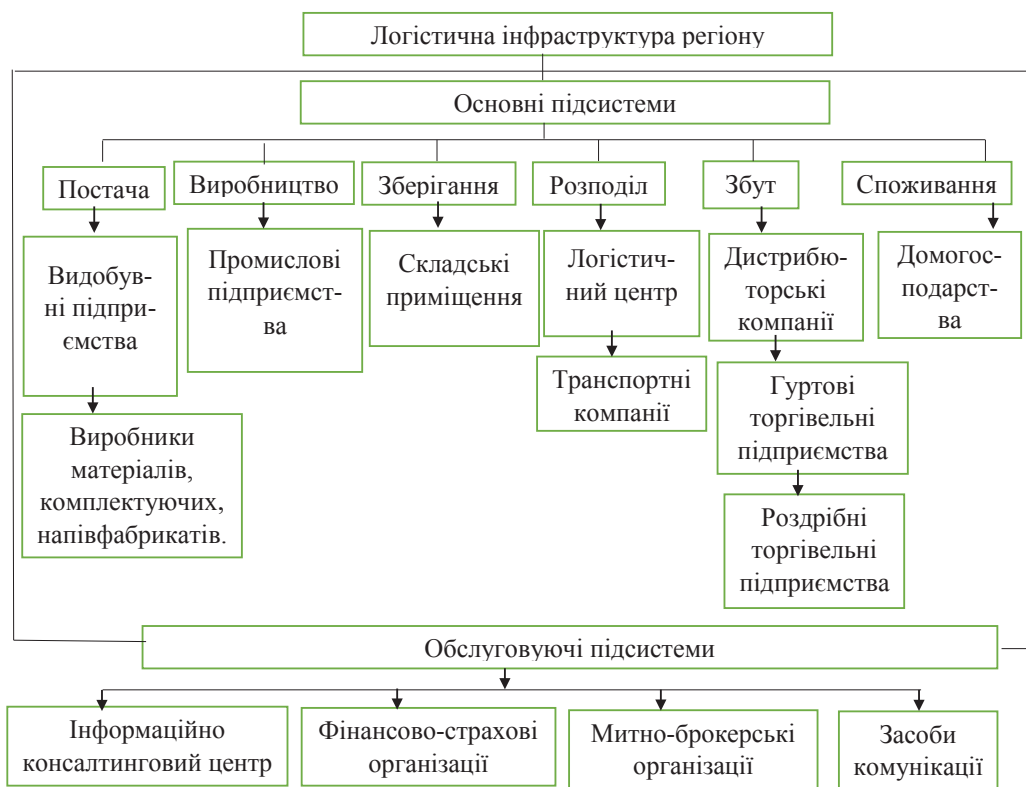 Логістична інфраструктура регіону
Основні підсистеми
Постача
Виробництво
Зберігання
Розподіл
Збут
Споживання
Видобув-
ні підпри-
ємства
Промислові
підприємст-
ва
Складські
приміщення
Логістич-
ний центр
Дистрибю-
торські
компанії
Домогос-
подарст-
ва
Виробники
матеріалів,
комплектуючих,
напівфабрикатів.
Транспортні
компанії
Гуртові
торгівельні
підприємства
Роздрібні
торгівельні
підприємства
Обслуговуючі підсистеми
Інформаційно
консалтинговий центр
Фінансово-страхові
організації
Митно-брокерські
організації
Засоби
комунікації